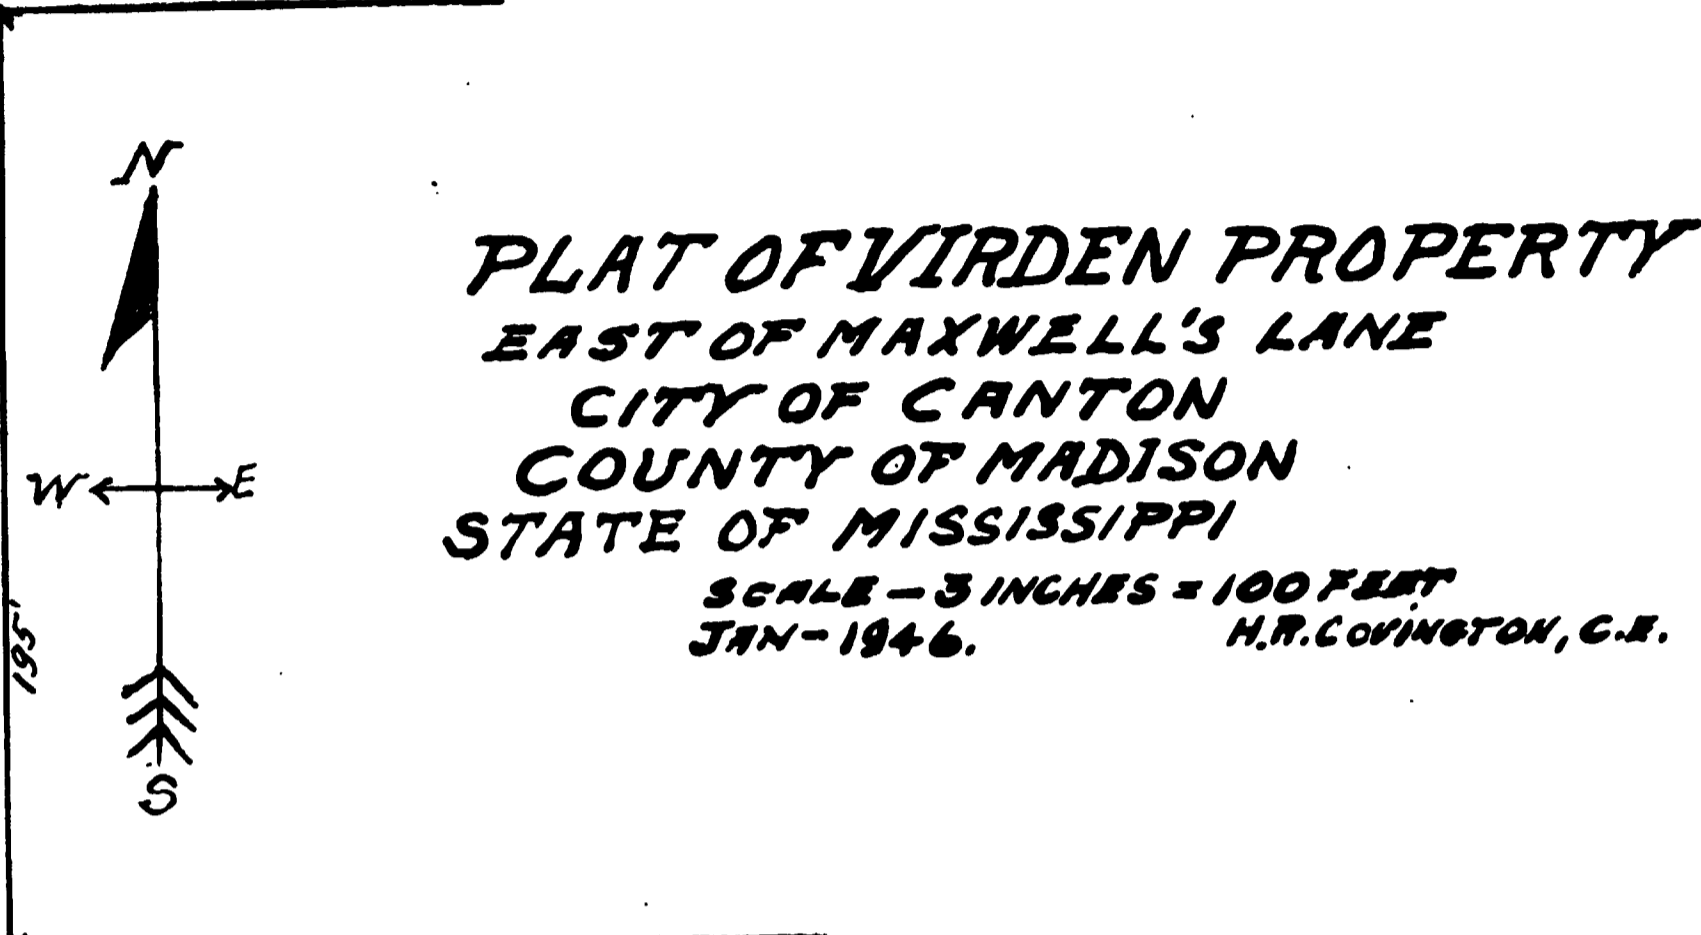 N
PLAT OF VIRDEN PROPERTY
EAST OF MAXWELL'S LANE
CITY OF CANTON
W E
COUNTY OF MADISON
STATE OF MISSISSIPPI
SCALE - 3 INCHES = 100 FEET
JAN - 1946. H.R. COVINGTON, C.E.
195'
S